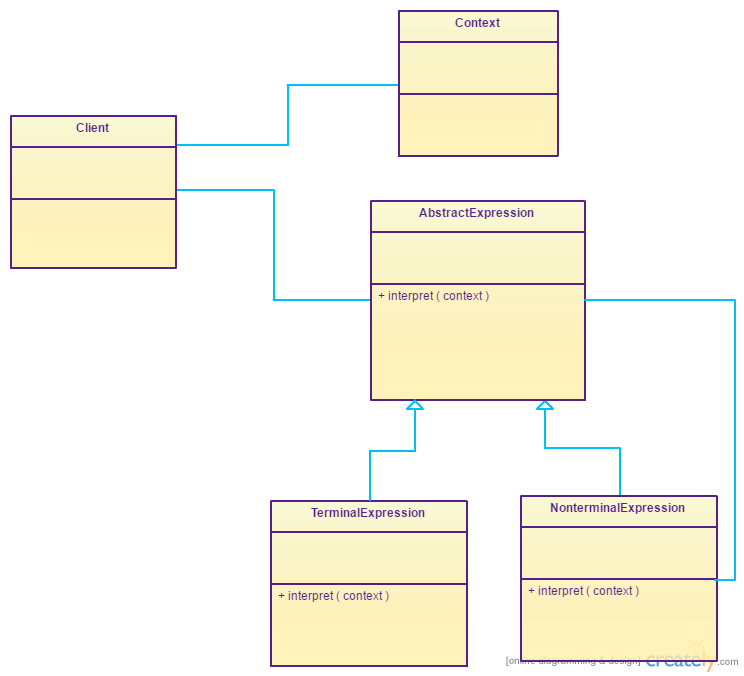 Context
Client
AbstractExpression
+ interpret ( context )
TerminalExpression
NonterminalExpression
+ interpret ( context )
+ interpret ( context )
[online diagramming & design] creately.com